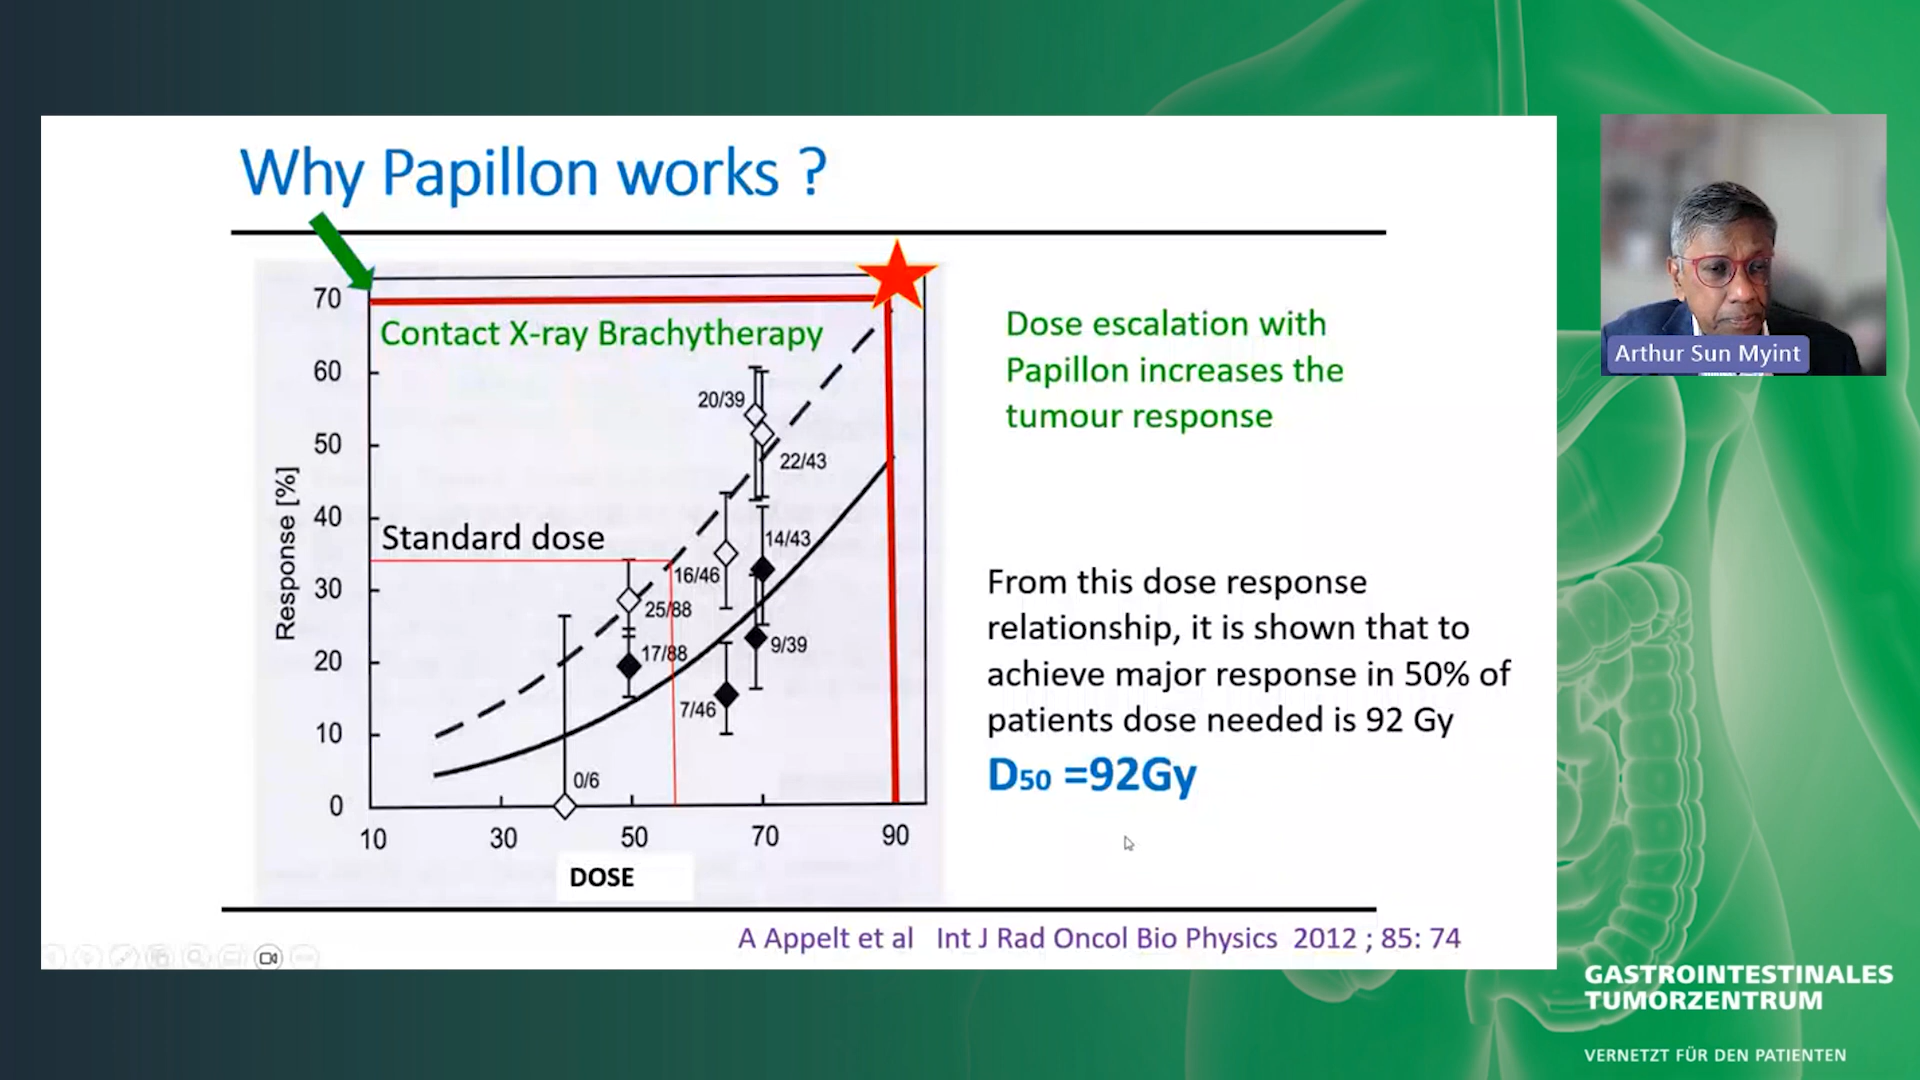 Why Papillon works ?
70
Contact X-ray Brachytherapy
60
20/39
50
22/43
40
Standard dose
14/43
16/46
30
25/88
17/88
9/39
20
7/46
10
0/6
0
Response [%]
10 30 50 70 90
DOSE
Dose escalation with
Papillon increases the
tumour response
From this dose response
relationship, it is shown that to
achieve major response in 50% of
patients dose needed is 92 Gy
D50 =92Gy
A Appelt et al Int J Rad Oncol Bio Physics 2012 ; 85: 74
Arthur Sun Myint
GASTROINTESTINALES
TUMORZENTRUM
VERNETZT FÜR DEN PATIENTEN